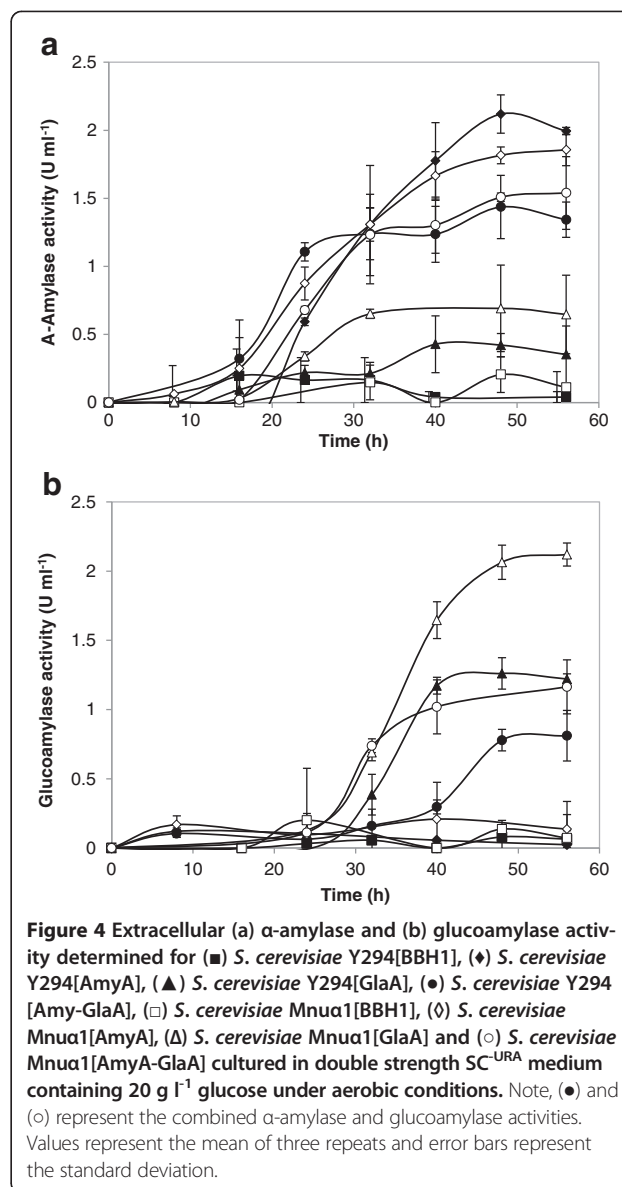 a
2.5
2
1.5
1
0.5
0
A-Amylase activity (U ml-1)
0 10 20 30 40 50 60
Time (h)
b
2.5
2
1.5
1
0.5
0
Glucoamylase activity (U ml-1)
0 10 20 30 40 50 60
Time (h)
Figure 4 Extracellular (a) α-amylase and (b) glucoamylase activ-
ity determined for (■) S. cerevisiae Y294[BBH1], (♦) S. cerevisiae
Y294[AmyA], (▲) S. cerevisiae Y294[GlaA], (●) S. cerevisiae Y294
[Amy-GlaA], (□) S. cerevisiae Mnuα1[BBH1], (◊) S. cerevisiae
Mnuα1[AmyA], (Δ) S. cerevisiae Mnuα1[GlaA] and (○) S. cerevisiae
Mnuα1[AmyA-GlaA] cultured in double strength SC-URA medium
containing 20 g l-1 glucose under aerobic conditions. Note, (●) and
(○) represent the combined α-amylase and glucoamylase activities.
Values represent the mean of three repeats and error bars represent
the standard deviation.